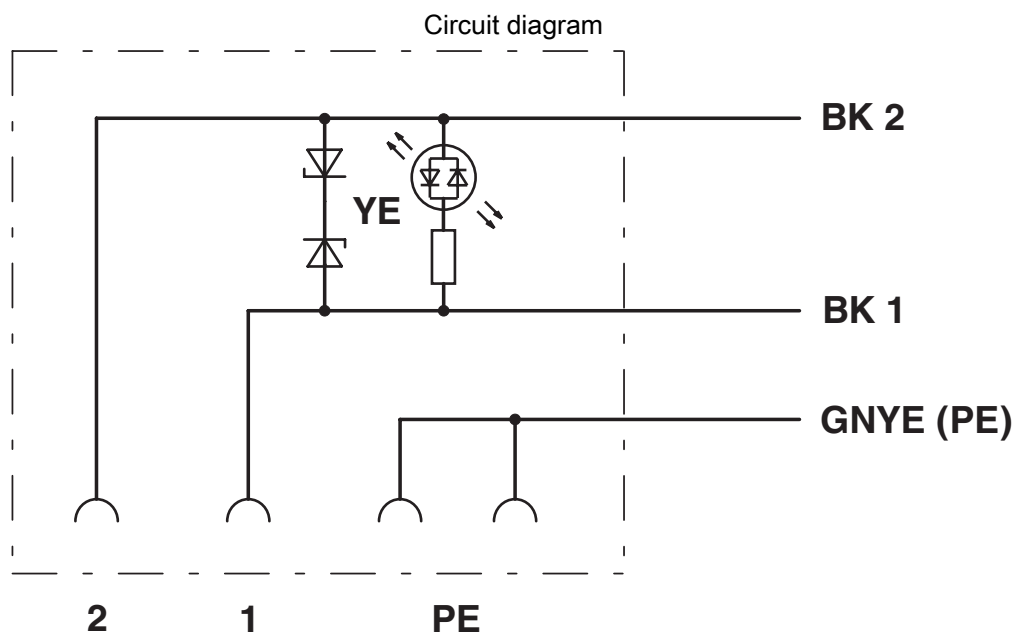 Circuit diagram
BK 2
YE
BK 1
GNYE (PE)
2 1 PE